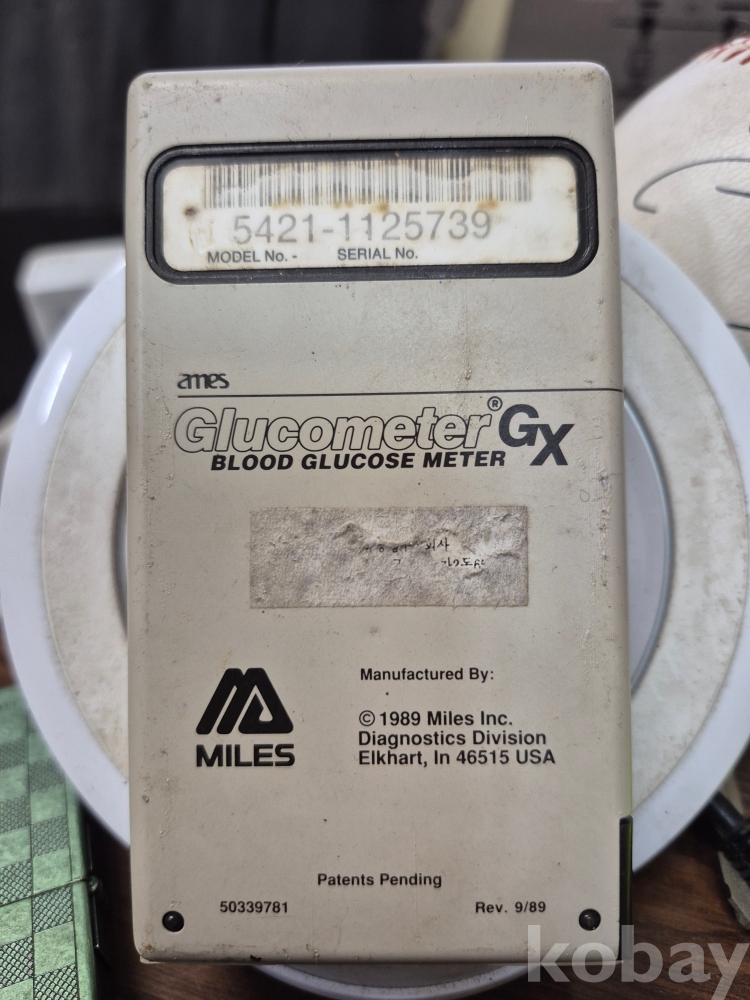 5421-1125739
MODEL No. - SERIAL No.
ames
Glucometer® GX
BLOOD GLUCOSE METER
Manufactured By:
© 1989 Miles Inc.
Diagnostics Division
Elkhart, In 46515 USA
MILES
Patents Pending
50339781 Rev. 9/89
kobay